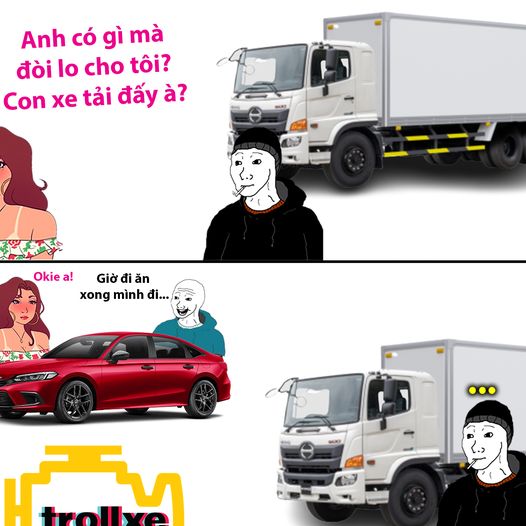 Anh có gì mà
đòi lo cho tôi?
Con xe tải đấy à?
Okie a!
Giờ đi ăn
xong mình đi...
...
trollxe